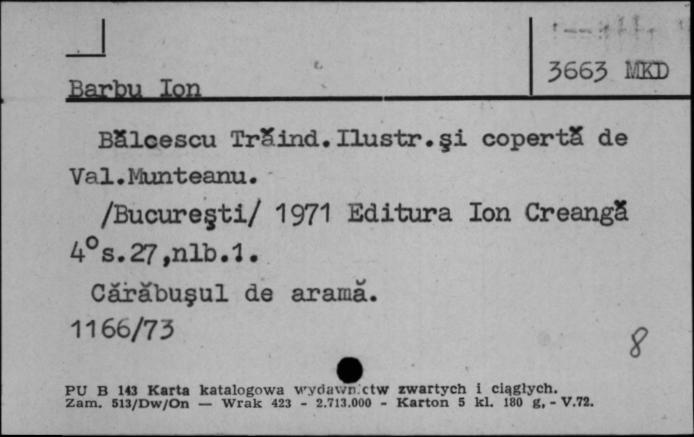 3663 MKD
Barbu Ion
Bălcescu Trăind.Ilustr.şi copertă de
Val.Munteanu.
/Bucureşti/ 1971 Editura Ion Creangă
4° s.27,nlb.1.
Cărăbuşul de aramă.
1166/73
8
PU B 143 Karta katalogowa wydawnictw zwartych i ciągłych.
Zam. 513/Dw/On — Wrak 423 - 2.713.000 - Karton 5 kl. 180 g, - V.72.